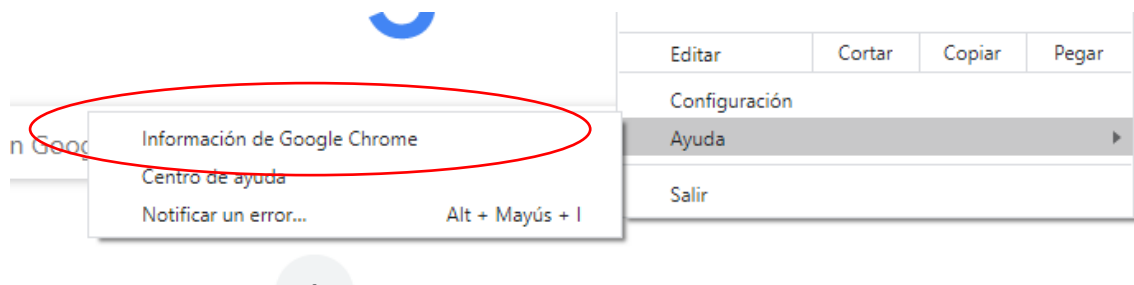 Editar Cortar Copiar Pegar
Configuración
Ayuda
Salir
n Goog
Información de Google Chrome
Centro de ayuda
Notificar un error... Alt + Mayús + I